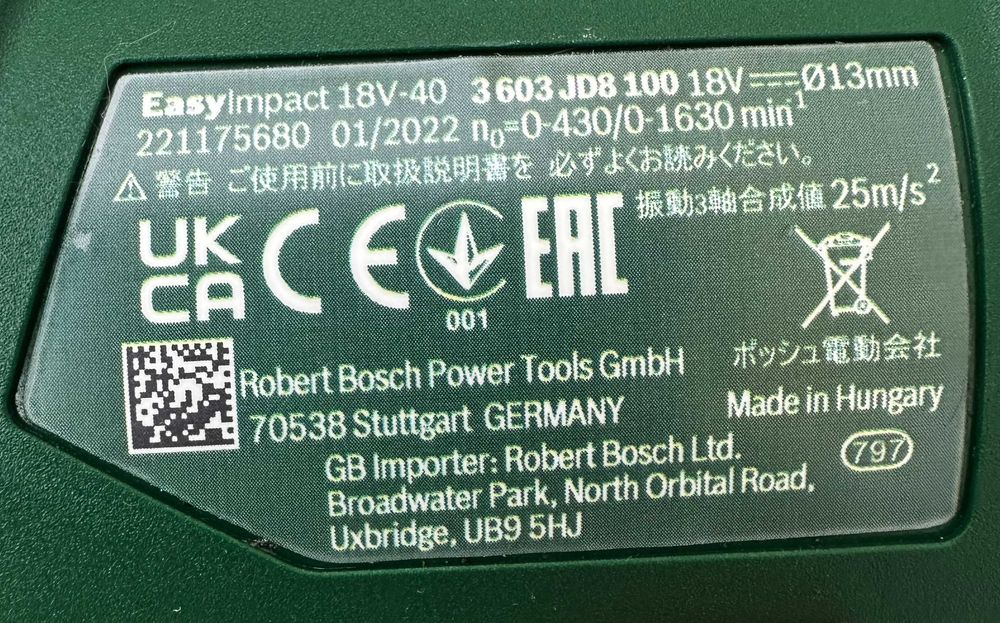 EasyImpact 18V-40 3 603 JD8 100 18V⎓Ø13mm
221175680 01/2022 n₀=0-430/0-1630 min⁻¹
⚠ 警告 ご使用前に取扱説明書を 必ずよくお読みください。
振動3軸合成値 25m/s²
UK
CA
CE
EAC
001
ポッシュ電動会社
Robert Bosch Power Tools GmbH
70538 Stuttgart GERMANY
Made in Hungary
GB Importer: Robert Bosch Ltd.
Broadwater Park, North Orbital Road,
Uxbridge, UB9 5HJ
797